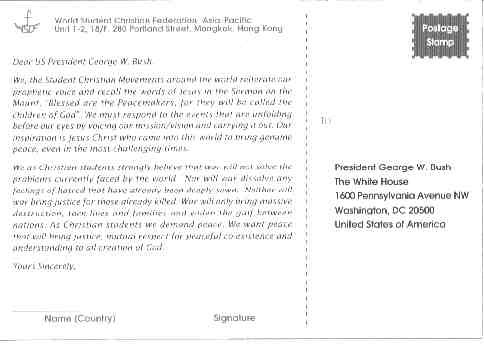 World Student Christian Federation Asia-Pacific
Unit 1-2, 18/F. 280 Portland Street, Mongkok, Hong Kong
Postage
Stamp
Dear US President George W. Bush,
We, the Student Christian Movements around the world reiterate our
prophetic voice and recall the words of Jesus in the Sermon on the
Mount, "Blessed are the Peacemakers, for they will be called the
children of God". We must respond to the events that are unfolding
before our eyes by voicing our mission/vision and carrying it out. Our
inspiration is Jesus Christ who came into this world to bring genuine
peace, even in the most challenging times.
We as Christian students strongly believe that war will not solve the
problems currently faced by the world. Nor will war dissolve any
feelings of hatred that have already been deeply sown. Neither will
war bring justice for those already killed. War will only bring massive
destruction, torn lives and families and widen the gulf between
nations. As Christian students we demand peace. We want peace
that will bring justice, mutual respect for peaceful co-existence and
understanding to all creation of God.
Yours Sincerely,
Name (Country) Signature
TO
President George W. Bush
The White House
1600 Pennsylvania Avenue NW
Washington, DC 20500
United States of America